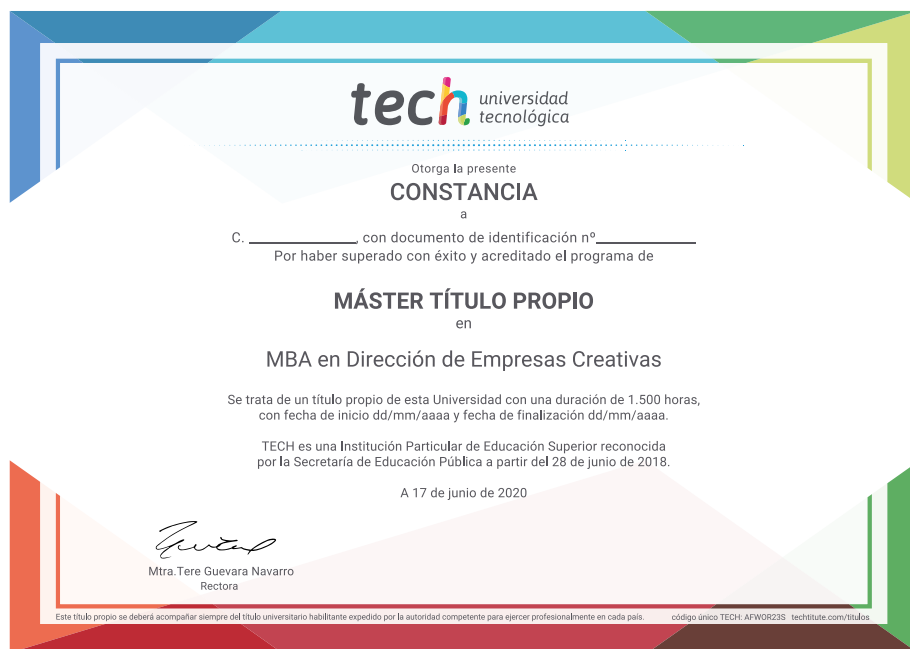 tech universidad
tecnológica
Otorga la presente
CONSTANCIA
a
C. ____________, con documento de identificación nº____________
Por haber superado con éxito y acreditado el programa de
MÁSTER TÍTULO PROPIO
en
MBA en Dirección de Empresas Creativas
Se trata de un título propio de esta Universidad con una duración de 1.500 horas,
con fecha de inicio dd/mm/aaaa y fecha de finalización dd/mm/aaaa.
TECH es una Institución Particular de Educación Superior reconocida
por la Secretaría de Educación Pública a partir del 28 de junio de 2018.
A 17 de junio de 2020
Mtra.Tere Guevara Navarro
Rectora
Este título propio se deberá acompañar siempre del título universitario habilitante expedido por la autoridad competente para ejercer profesionalmente en cada país. código único TECH: AFWOR23S techtitute.com/titulos